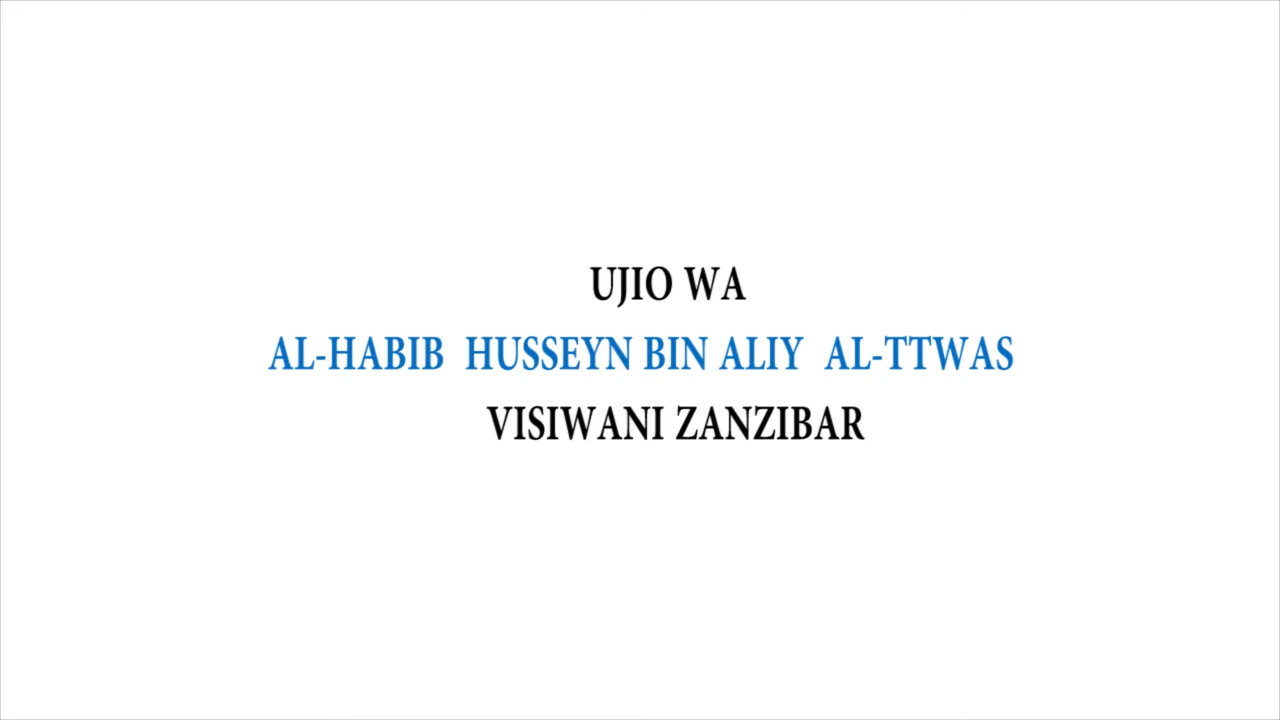 UJIO WA
AL-HABIB HUSSEYN BIN ALIY AL-TTWAS
VISIWANI ZANZIBAR